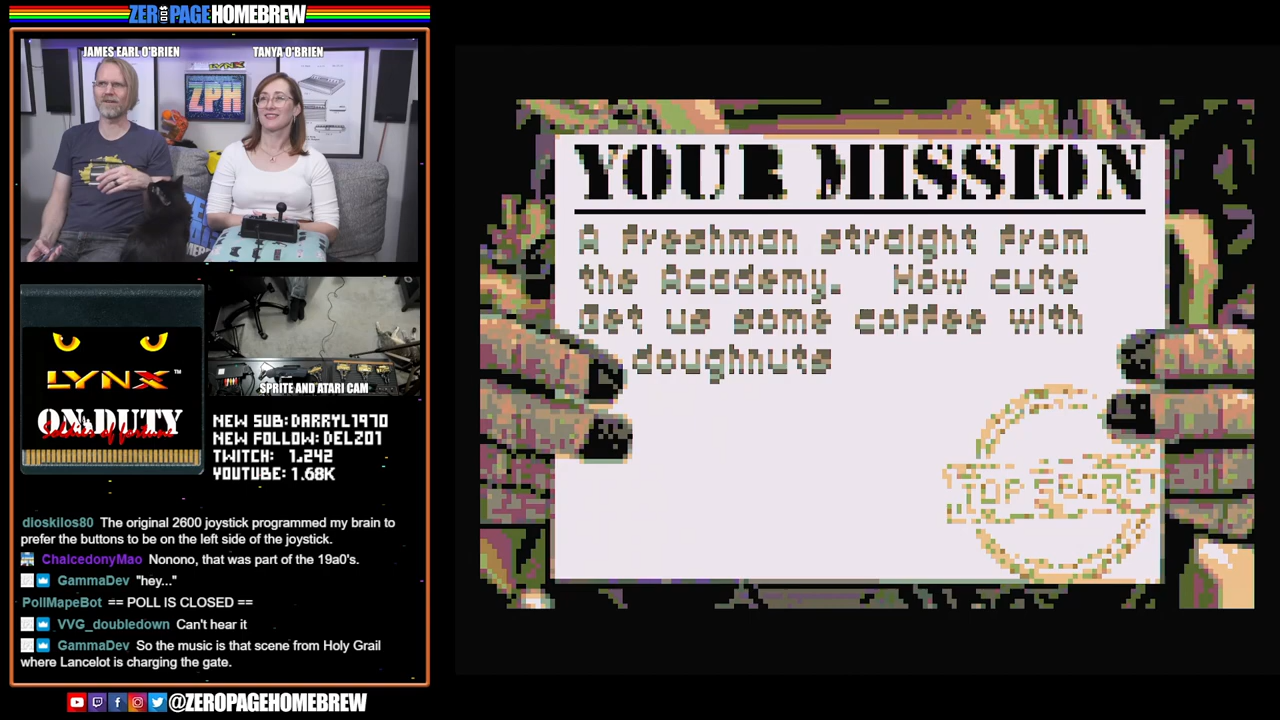 ZERO PAGE HOMEBREW
JAMES EARL O'BRIEN
TANYA O'BRIEN
LYNX
ZPH
SPRITE AND ATARI CAM
LYNX™
ON DUTY
NEW SUB: DARRYL1970
NEW FOLLOW: DELZ01
TWITCH: 1,242
YOUTUBE: 1.68K
dioskilos80 The original 2600 joystick programmed my brain to
prefer the buttons to be on the left side of the joystick.
ChalcedonyMao Nonono, that was part of the 19a0's.
GammaDev "hey..."
PollMapeBot == POLL IS CLOSED ==
VVG_doubledown Can't hear it
GammaDev So the music is that scene from Holy Grail
where Lancelot is charging the gate.
@ZEROPAGEHOMEBREW
YOUR MISSION
A freshman straight from
the Academy. How cute
Get us some coffee with
doughnuts
TOP SECRET